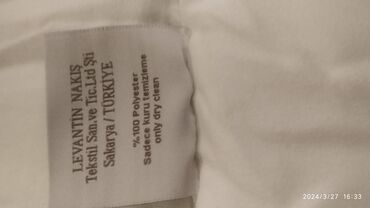 LEVANTİN NAKIŞ
Tekstil San.ve Tic.Ltd Şti
Sakarya / TÜRKİYE
%100 Polyester
Sadece kuru temizleme
only dry clean
2024/3/27 16:33